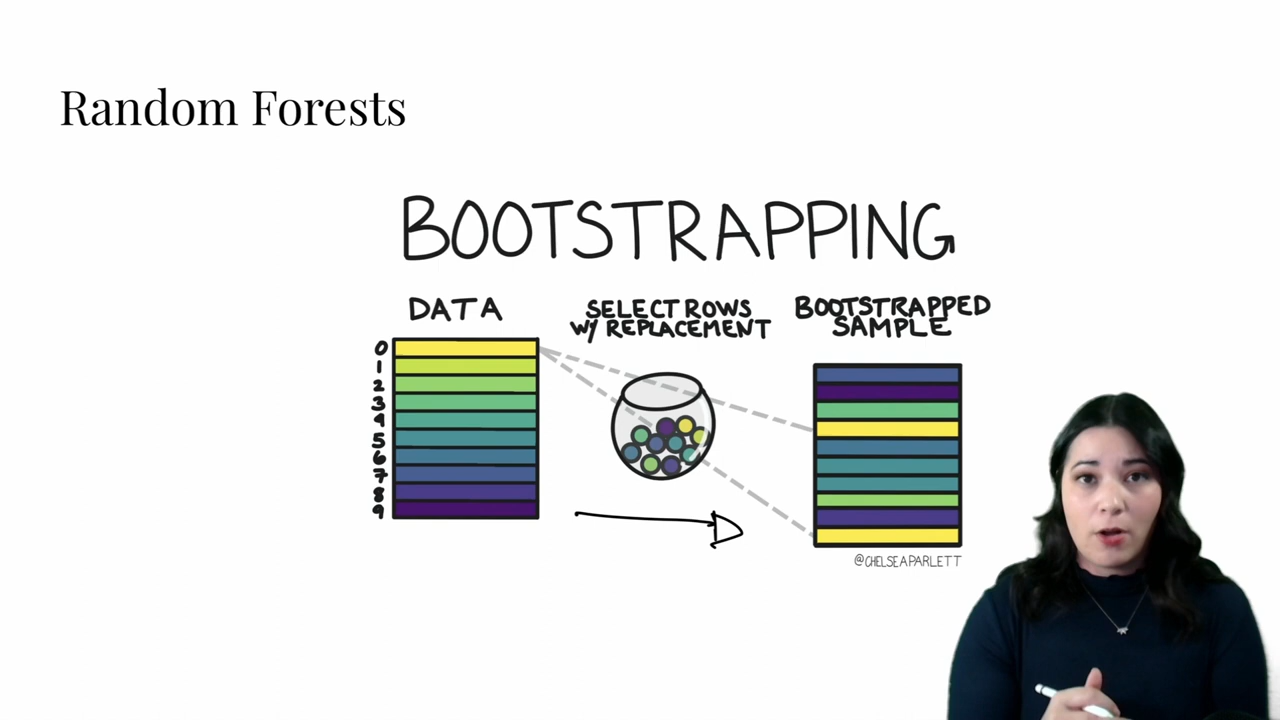 Random Forests
BOOTSTRAPPING
DATA
SELECT ROWS
W/ REPLACEMENT
BOOTSTRAPPED
SAMPLE
0
1
2
3
4
5
6
7
8
9
@CHELSEAPARLETT